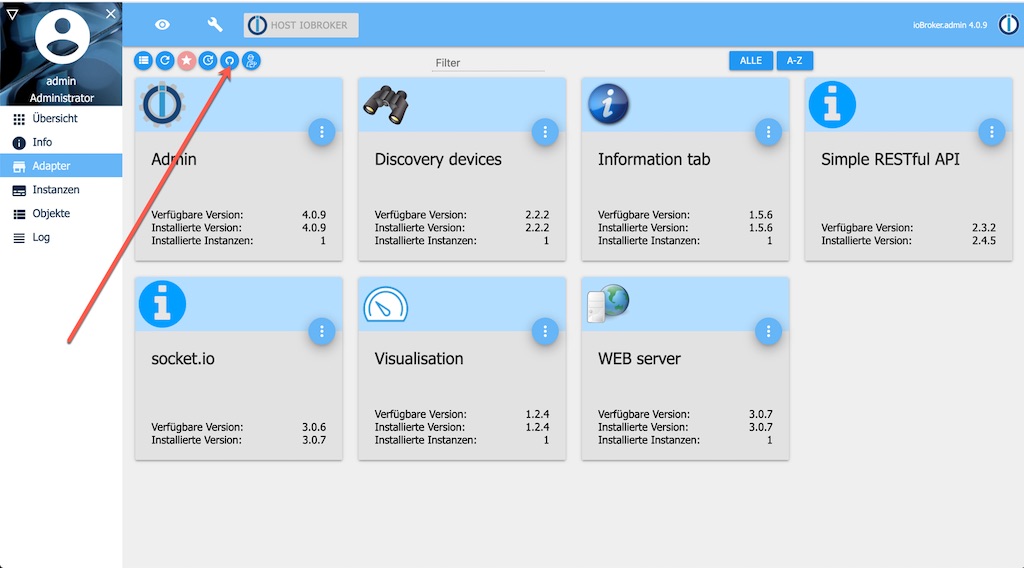 HOST IOBROKER
ioBroker.admin 4.0.9
admin
Administrator
Übersicht
Info
Adapter
Instanzen
Objekte
Log
Filter
ALLE
A-Z
Admin
Verfügbare Version: 4.0.9
Installierte Version: 4.0.9
Installierte Instanzen: 1
Discovery devices
Verfügbare Version: 2.2.2
Installierte Version: 2.2.2
Installierte Instanzen: 1
Information tab
Verfügbare Version: 1.5.6
Installierte Version: 1.5.6
Installierte Instanzen: 1
Simple RESTful API
Verfügbare Version: 2.3.2
Installierte Version: 2.4.5
socket.io
Verfügbare Version: 3.0.6
Installierte Version: 3.0.7
Visualisation
Verfügbare Version: 1.2.4
Installierte Version: 1.2.4
Installierte Instanzen: 1
WEB server
Verfügbare Version: 3.0.7
Installierte Version: 3.0.7
Installierte Instanzen: 1